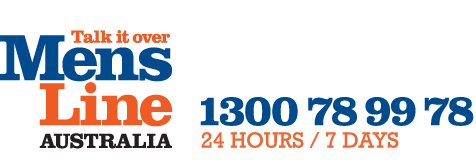 Talk it over
Mens
Line
AUSTRALIA
1300 78 99 78
24 HOURS / 7 DAYS